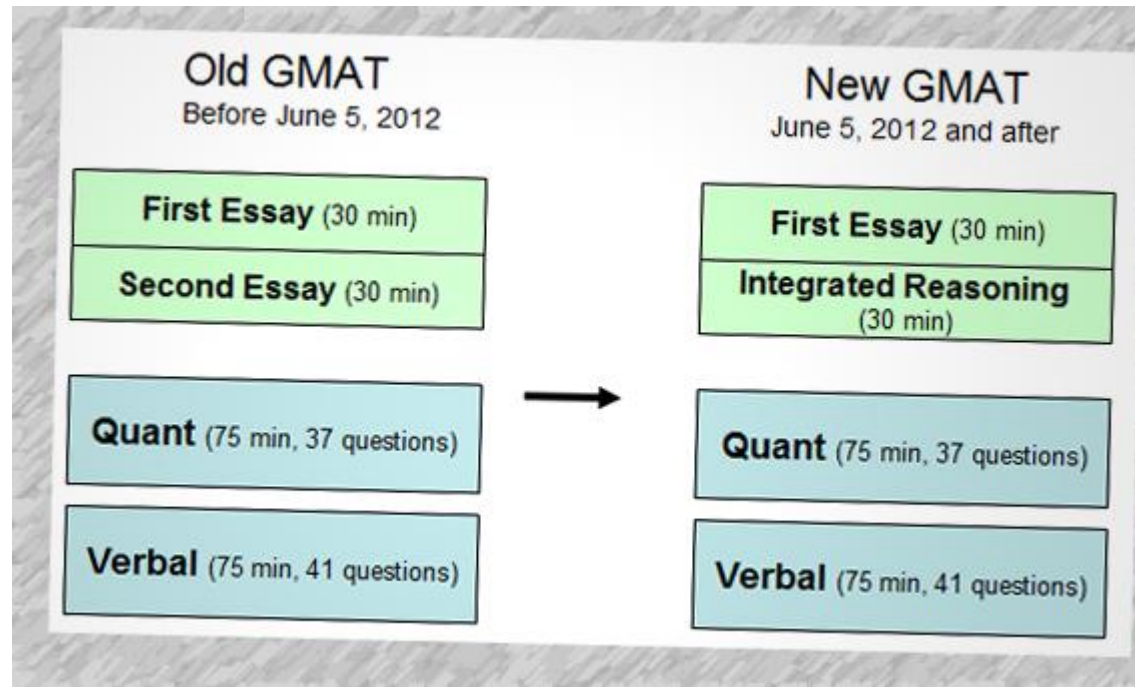 Old GMAT
Before June 5, 2012
First Essay (30 min)
Second Essay (30 min)
Quant (75 min, 37 questions)
Verbal (75 min, 41 questions)
New GMAT
June 5, 2012 and after
First Essay (30 min)
Integrated Reasoning
(30 min)
Quant (75 min, 37 questions)
Verbal (75 min, 41 questions)